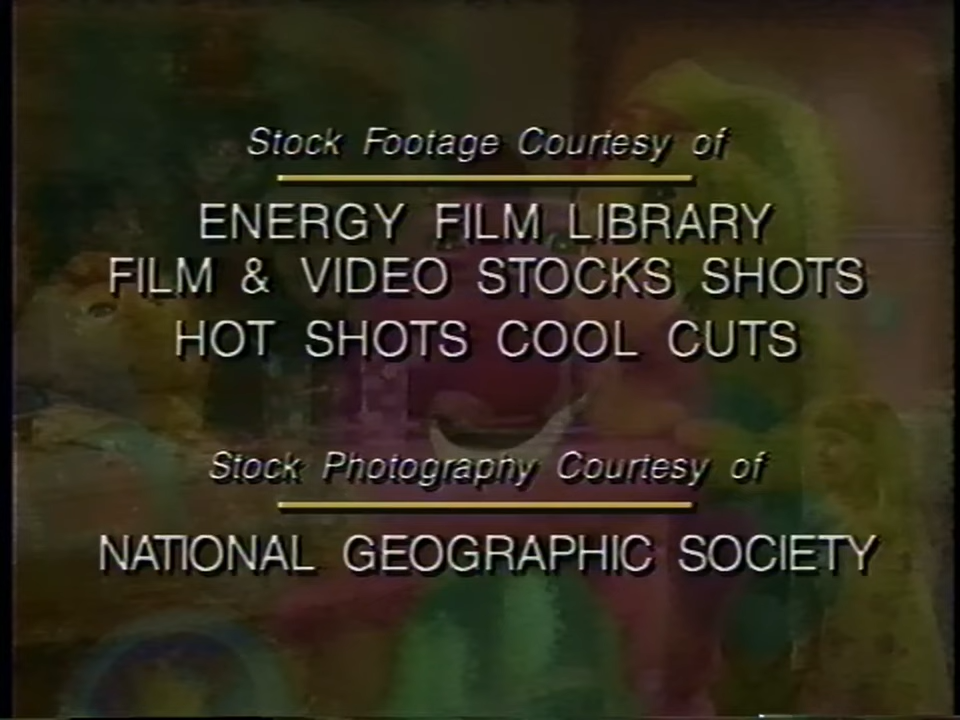 Stock Footage Courtesy of
ENERGY FILM LIBRARY
FILM & VIDEO STOCKS SHOTS
HOT SHOTS COOL CUTS
Stock Photography Courtesy of
NATIONAL GEOGRAPHIC SOCIETY